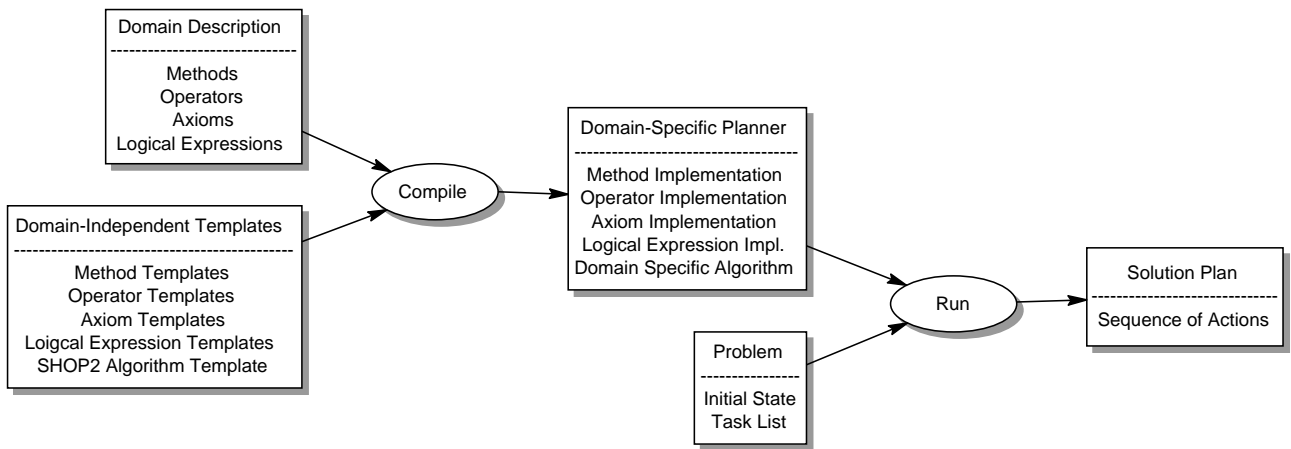 Domain Description
--------------------------------
Methods
Operators
Axioms
Logical Expressions
Domain-Independent Templates
--------------------------------
Method Templates
Operator Templates
Axiom Templates
Loigcal Expression Templates
SHOP2 Algorithm Template
Compile
Domain-Specific Planner
--------------------------------
Method Implementation
Operator Implementation
Axiom Implementation
Logical Expression Impl.
Domain Specific Algorithm
Problem
------------------
Initial State
Task List
Run
Solution Plan
--------------------------
Sequence of Actions